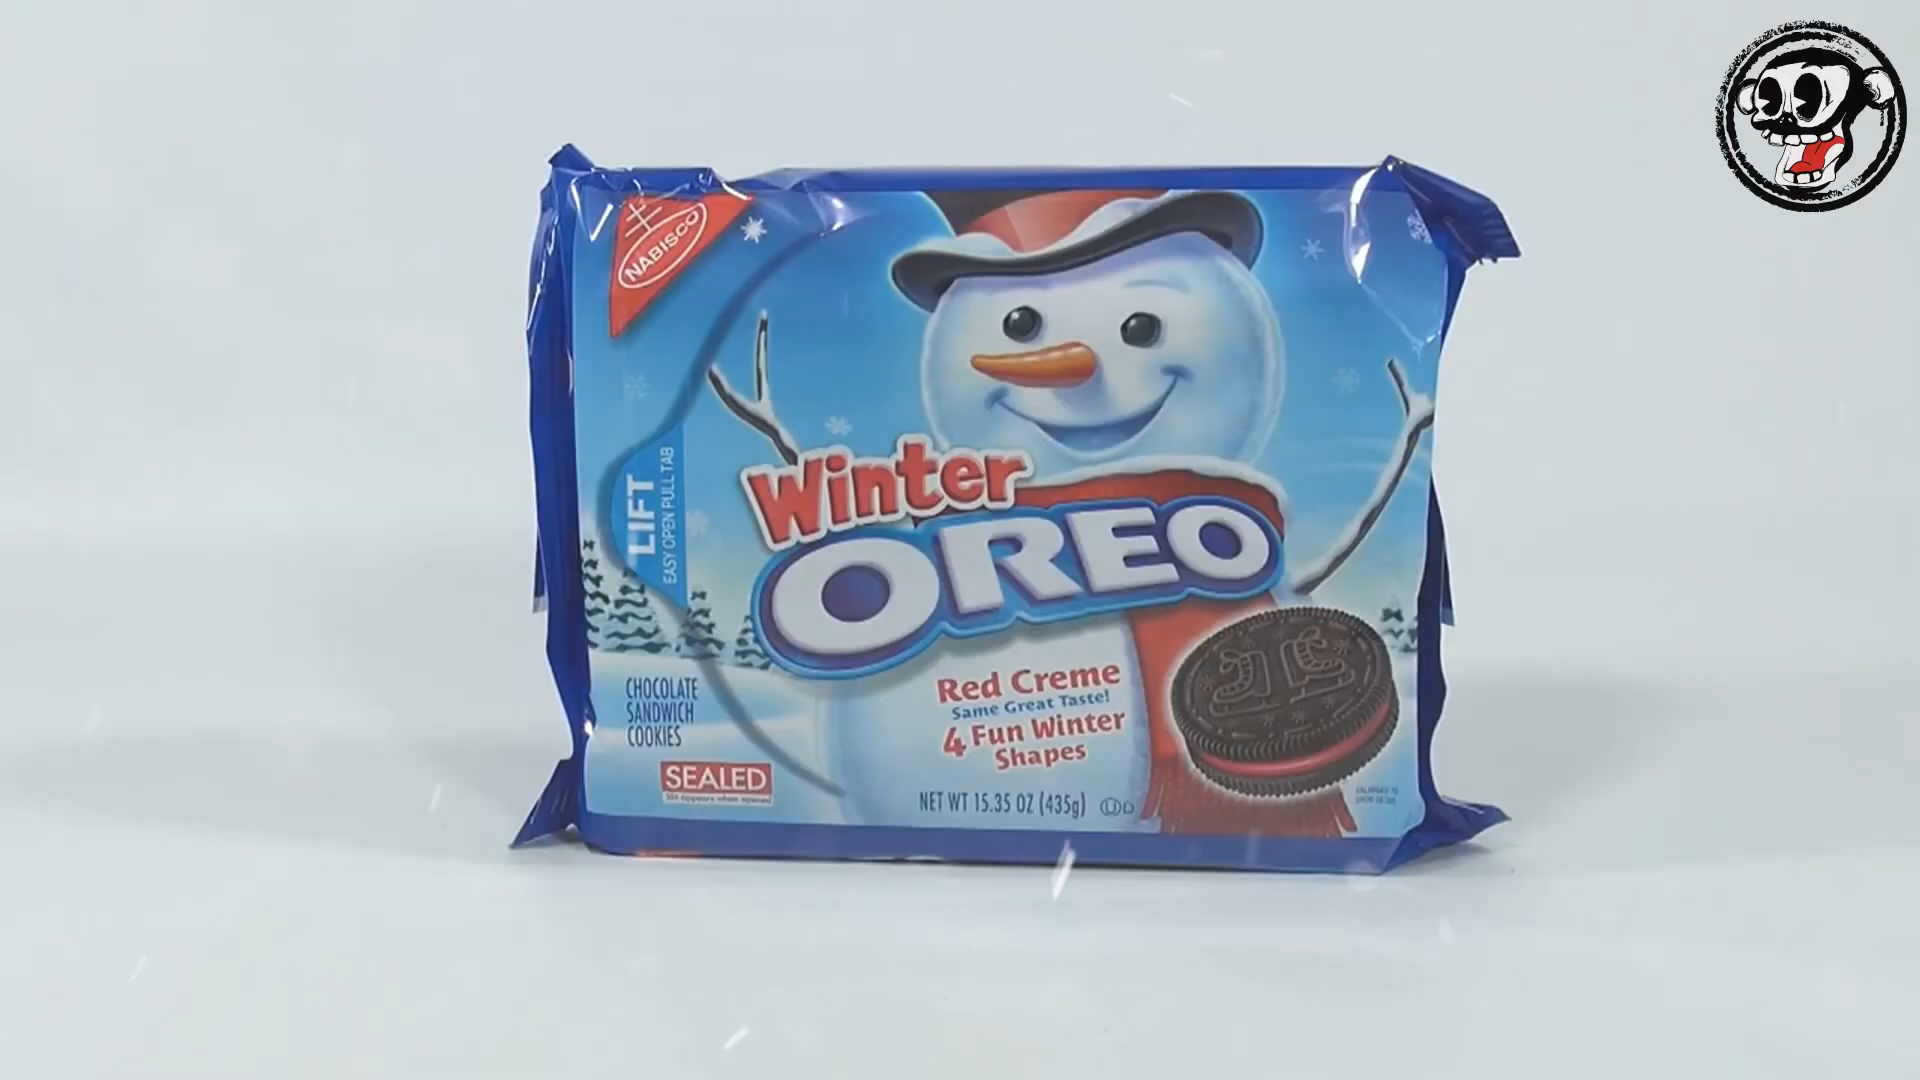 NABISCO
LIFT
EASY OPEN PULL TAB
Winter
OREO
Red Creme
Same Great Taste!
4 Fun Winter
Shapes
CHOCOLATE
SANDWICH
COOKIES
SEALED
NET WT 15.35 OZ (435g) U D